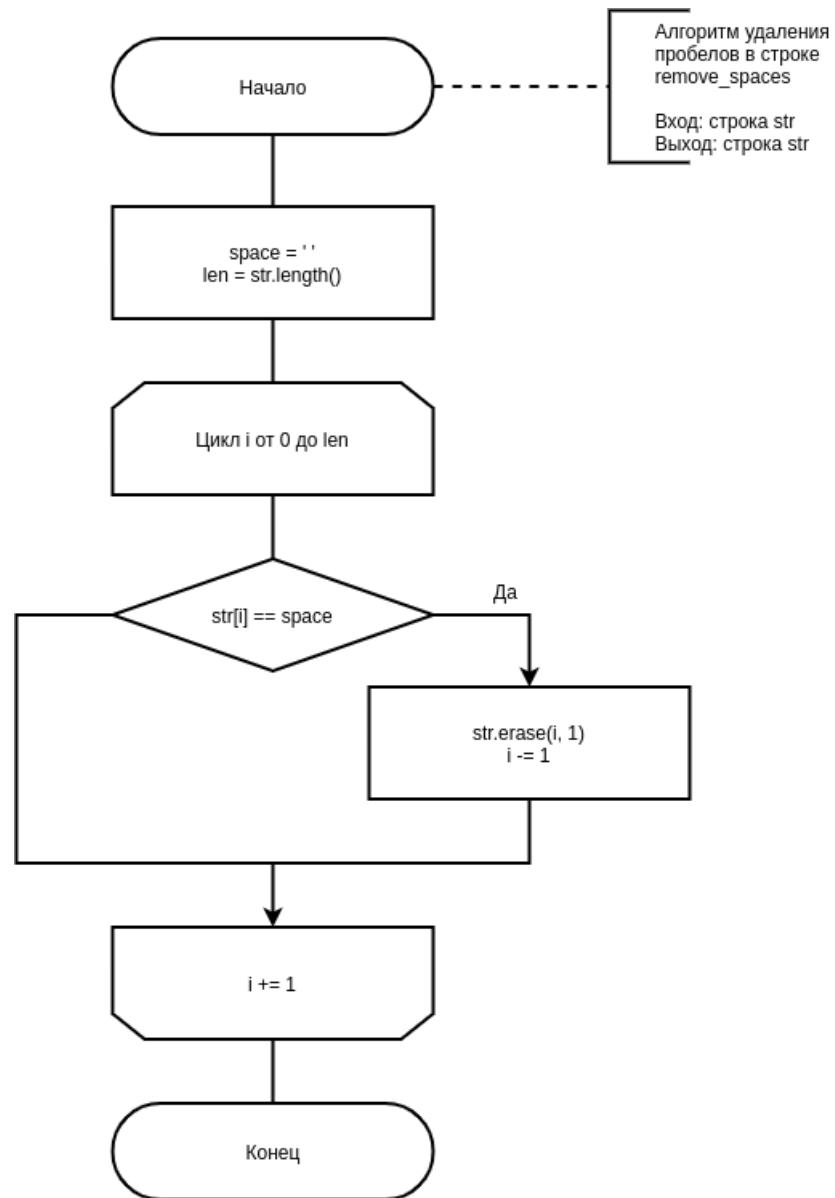 Начало
Алгоритм удаления
пробелов в строке
remove_spaces
Вход: строка str
Выход: строка str
space = ' '
len = str.length()
Цикл i от 0 до len
str[i] == space
Да
str.erase(i, 1)
i -= 1
i += 1
Конец